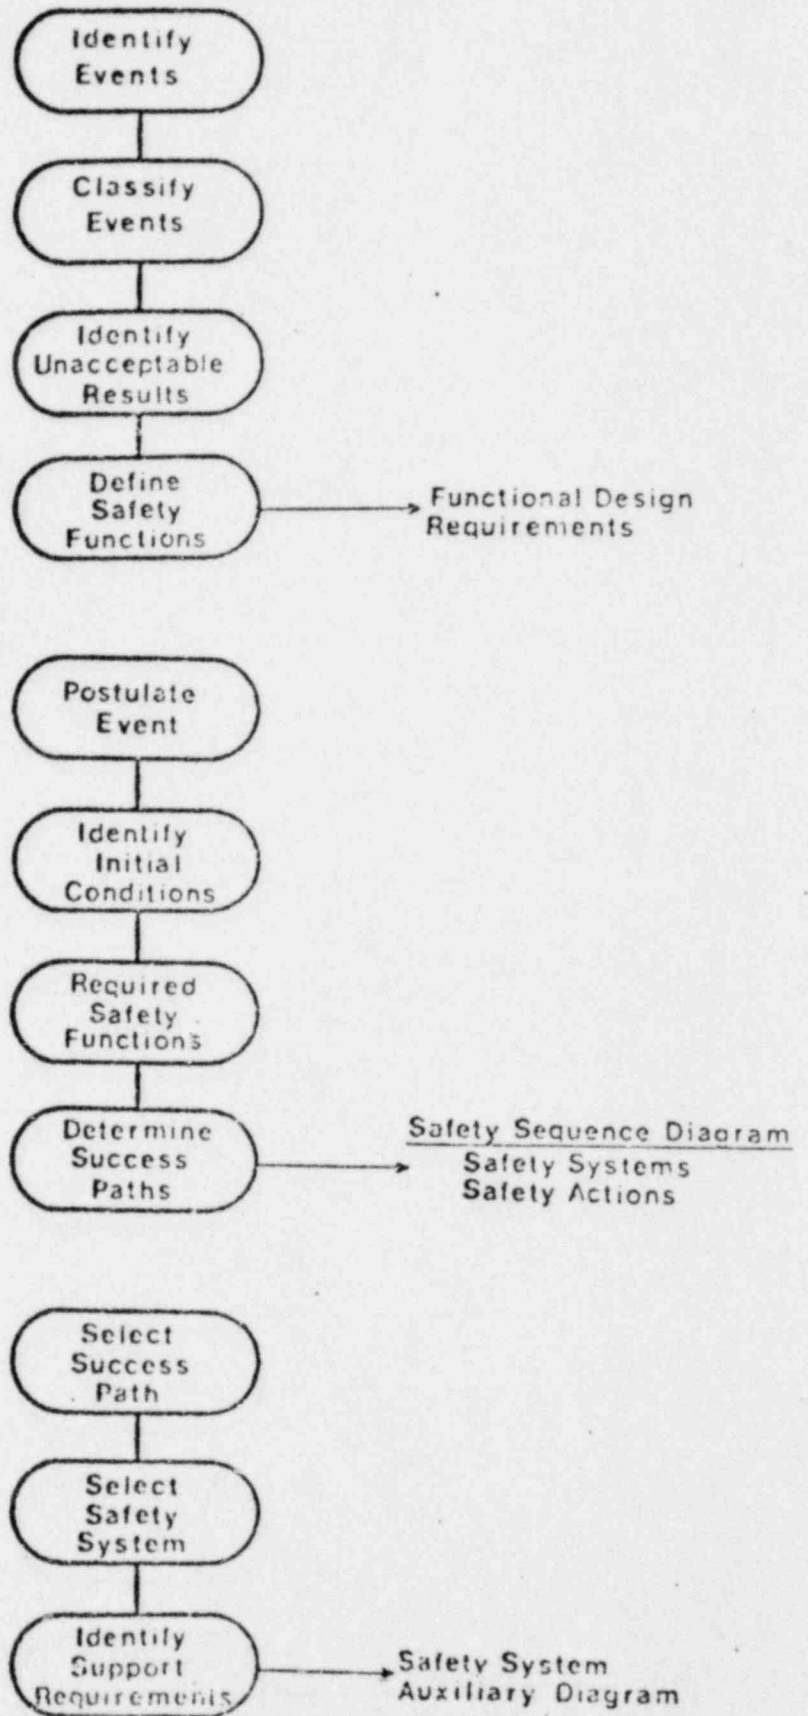 Identify
Events
Classify
Events
Identify
Unacceptable
Results
Define
Safety
Functions
Functional Design
Requirements
Postulate
Event
Identify
Initial
Conditions
Required
Safety
Functions
Determine
Success
Paths
Safety Sequence Diagram
Safety Systems
Safety Actions
Select
Success
Path
Select
Safety
System
Identify
Support
Requirements
Safety System
Auxiliary Diagram